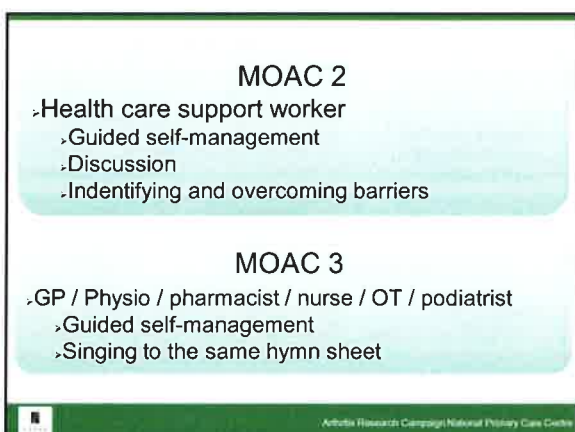 MOAC 2
➢Health care support worker
➢Guided self-management
➢Discussion
➢Indentifying and overcoming barriers
MOAC 3
➢GP / Physio / pharmacist / nurse / OT / podiatrist
➢Guided self-management
➢Singing to the same hymn sheet
Arthritis Research Campaign National Primary Care Centre